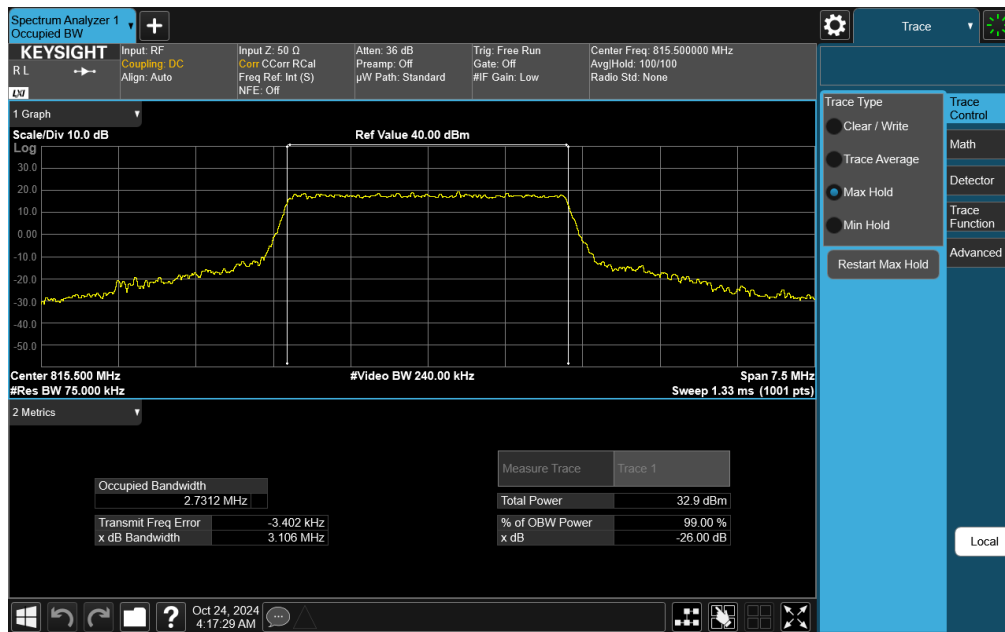 Spectrum Analyzer 1
Occupied BW
Trace
KEYSIGHT
R L
LXI
Input: RF
Coupling: DC
Align: Auto
Input Z: 50 Ω
Corr CCorr RCal
Freq Ref: Int (S)
NFE: Off
Atten: 36 dB
Preamp: Off
µW Path: Standard
Trig: Free Run
Gate: Off
#IF Gain: Low
Center Freq: 815.500000 MHz
Avg|Hold: 100/100
Radio Std: None
1 Graph
Scale/Div 10.0 dB
Ref Value 40.00 dBm
Log
30.0
20.0
10.0
0.00
-10.0
-20.0
-30.0
-40.0
-50.0
Center 815.500 MHz
#Video BW 240.00 kHz
Span 7.5 MHz
#Res BW 75.000 kHz
Sweep 1.33 ms (1001 pts)
2 Metrics
Measure Trace
Trace 1
Occupied Bandwidth
2.7312 MHz
Total Power
32.9 dBm
Transmit Freq Error
-3.402 kHz
% of OBW Power
99.00 %
x dB Bandwidth
3.106 MHz
x dB
-26.00 dB
Trace Type
Clear / Write
Trace Average
Max Hold
Min Hold
Restart Max Hold
Trace
Control
Math
Detector
Trace
Function
Advanced
Local
?
Oct 24, 2024
4:17:29 AM